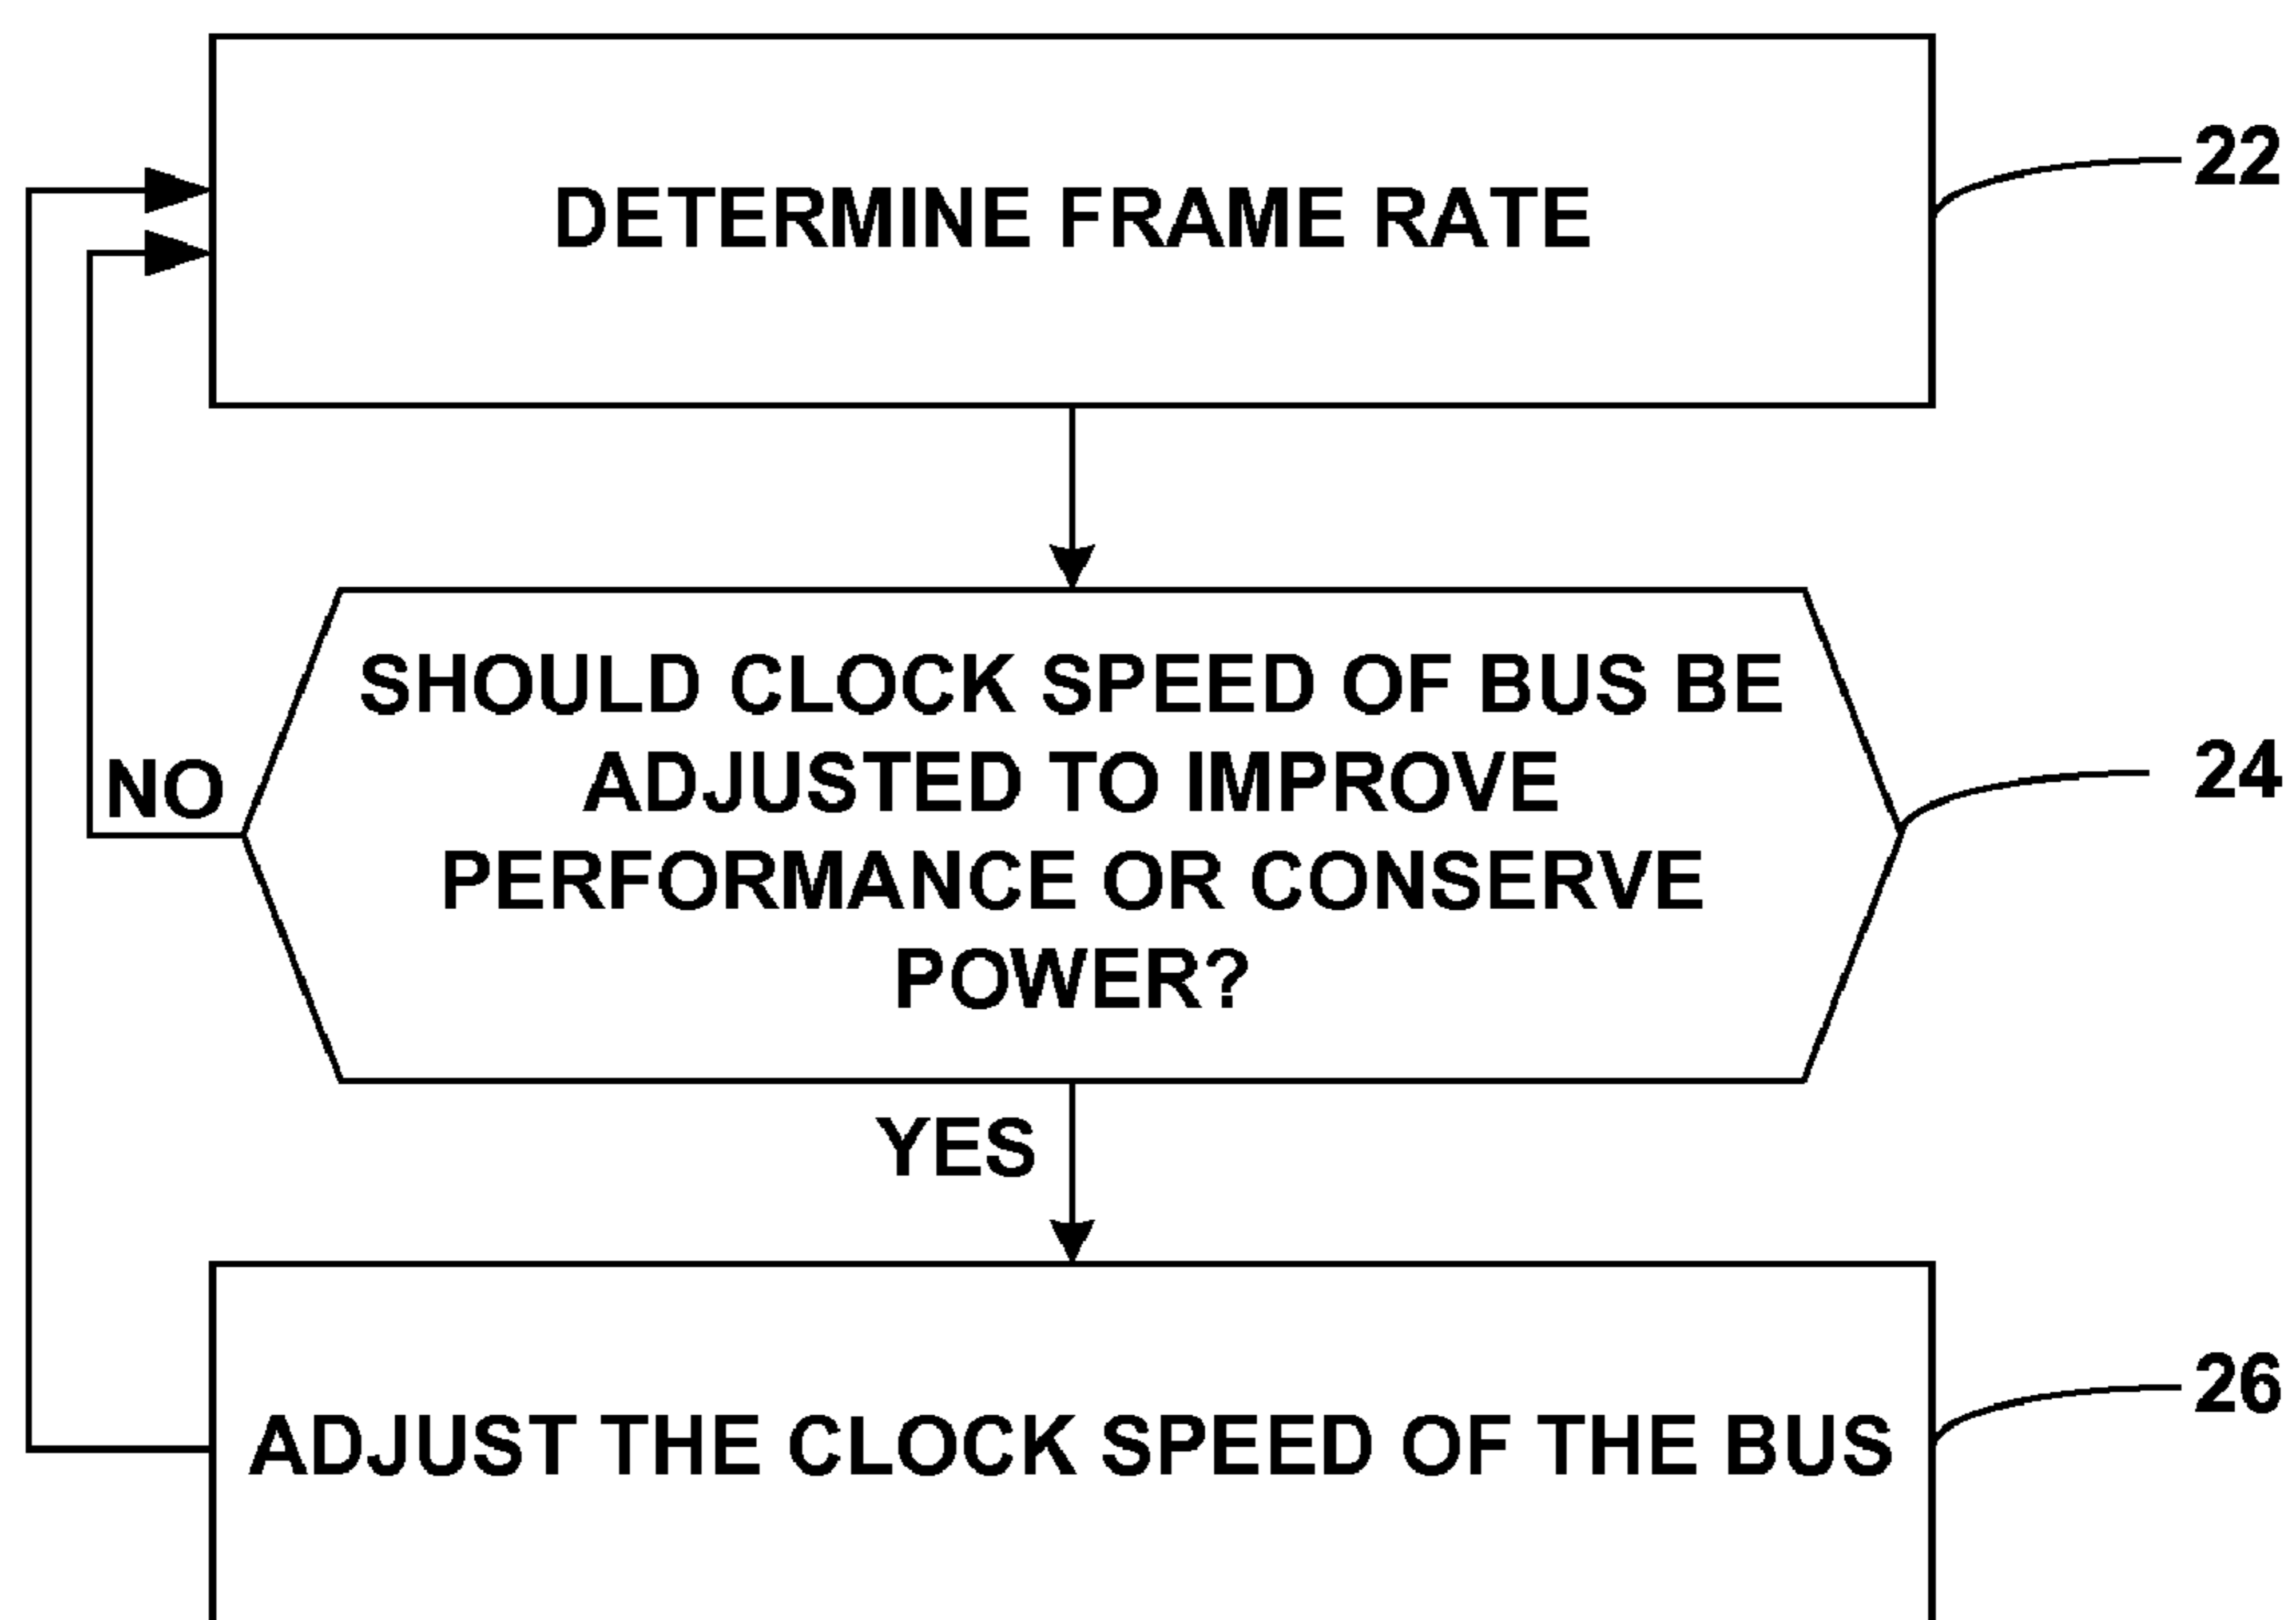 DETERMINE FRAME RATE
22
SHOULD CLOCK SPEED OF BUS BE
ADJUSTED TO IMPROVE
PERFORMANCE OR CONSERVE
POWER?
24
NO
YES
ADJUST THE CLOCK SPEED OF THE BUS
26